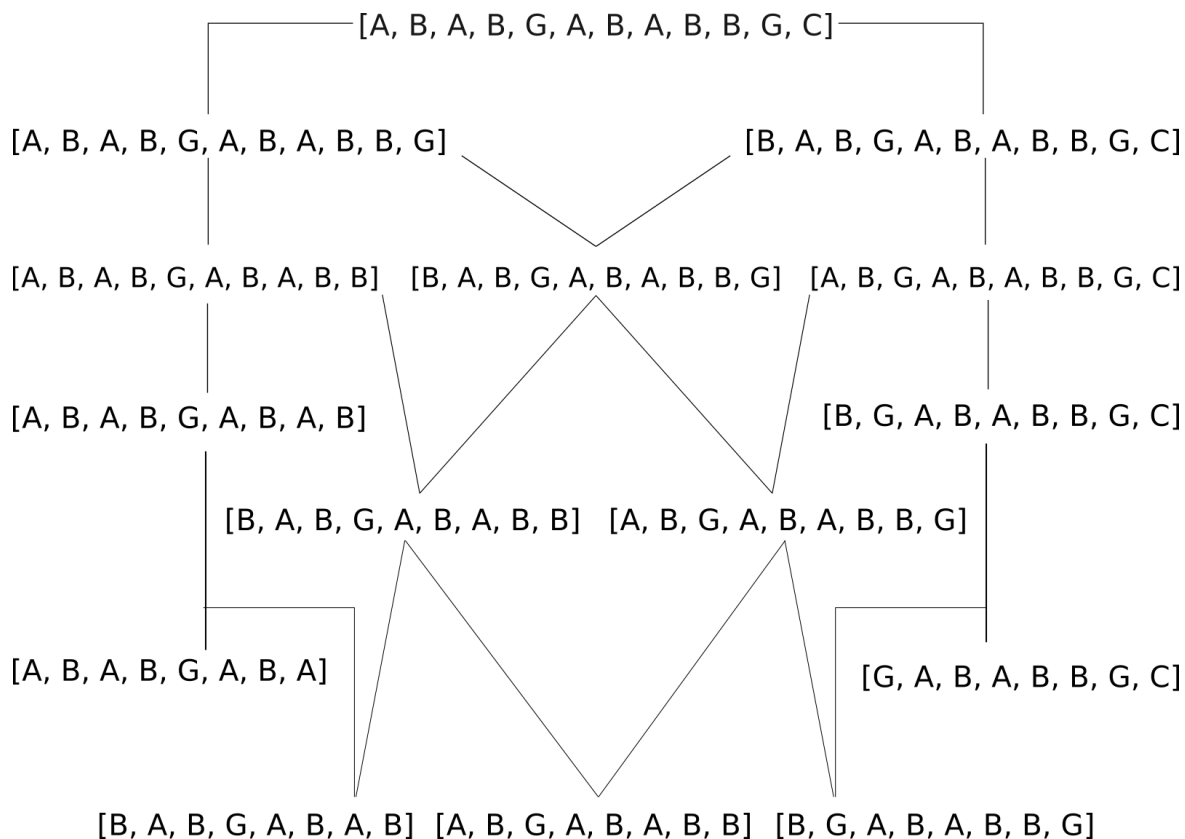 [A, B, A, B, G, A, B, A, B, B, G, C]
[A, B, A, B, G, A, B, A, B, B, G]
[B, A, B, G, A, B, A, B, B, G, C]
[A, B, A, B, G, A, B, A, B, B]
[B, A, B, G, A, B, A, B, B, G]
[A, B, G, A, B, A, B, B, G, C]
[A, B, A, B, G, A, B, A, B]
[B, G, A, B, A, B, B, G, C]
[B, A, B, G, A, B, A, B, B]
[A, B, G, A, B, A, B, B, G]
[A, B, A, B, G, A, B, A]
[G, A, B, A, B, B, G, C]
[B, A, B, G, A, B, A, B]
[A, B, G, A, B, A, B, B]
[B, G, A, B, A, B, B, G]